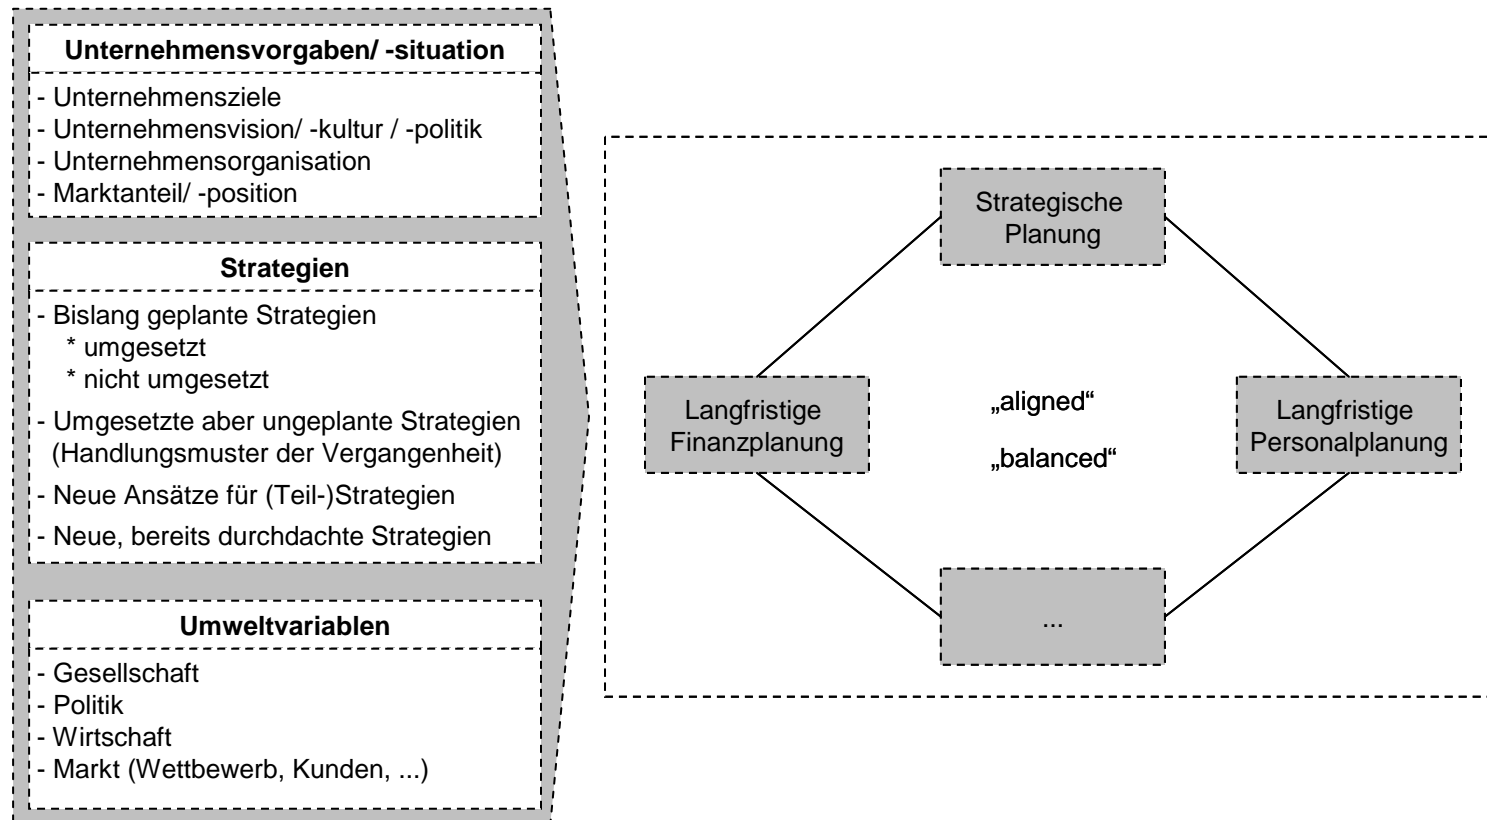 Unternehmensvorgaben/ -situation
- Unternehmensziele
- Unternehmensvision/ -kultur / -politik
- Unternehmensorganisation
- Marktanteil/ -position
Strategien
- Bislang geplante Strategien
* umgesetzt
* nicht umgesetzt
- Umgesetzte aber ungeplante Strategien
(Handlungsmuster der Vergangenheit)
- Neue Ansätze für (Teil-)Strategien
- Neue, bereits durchdachte Strategien
Umweltvariablen
- Gesellschaft
- Politik
- Wirtschaft
- Markt (Wettbewerb, Kunden, ...)
Strategische
Planung
Langfristige
Finanzplanung
„aligned“
„balanced“
Langfristige
Personalplanung
...